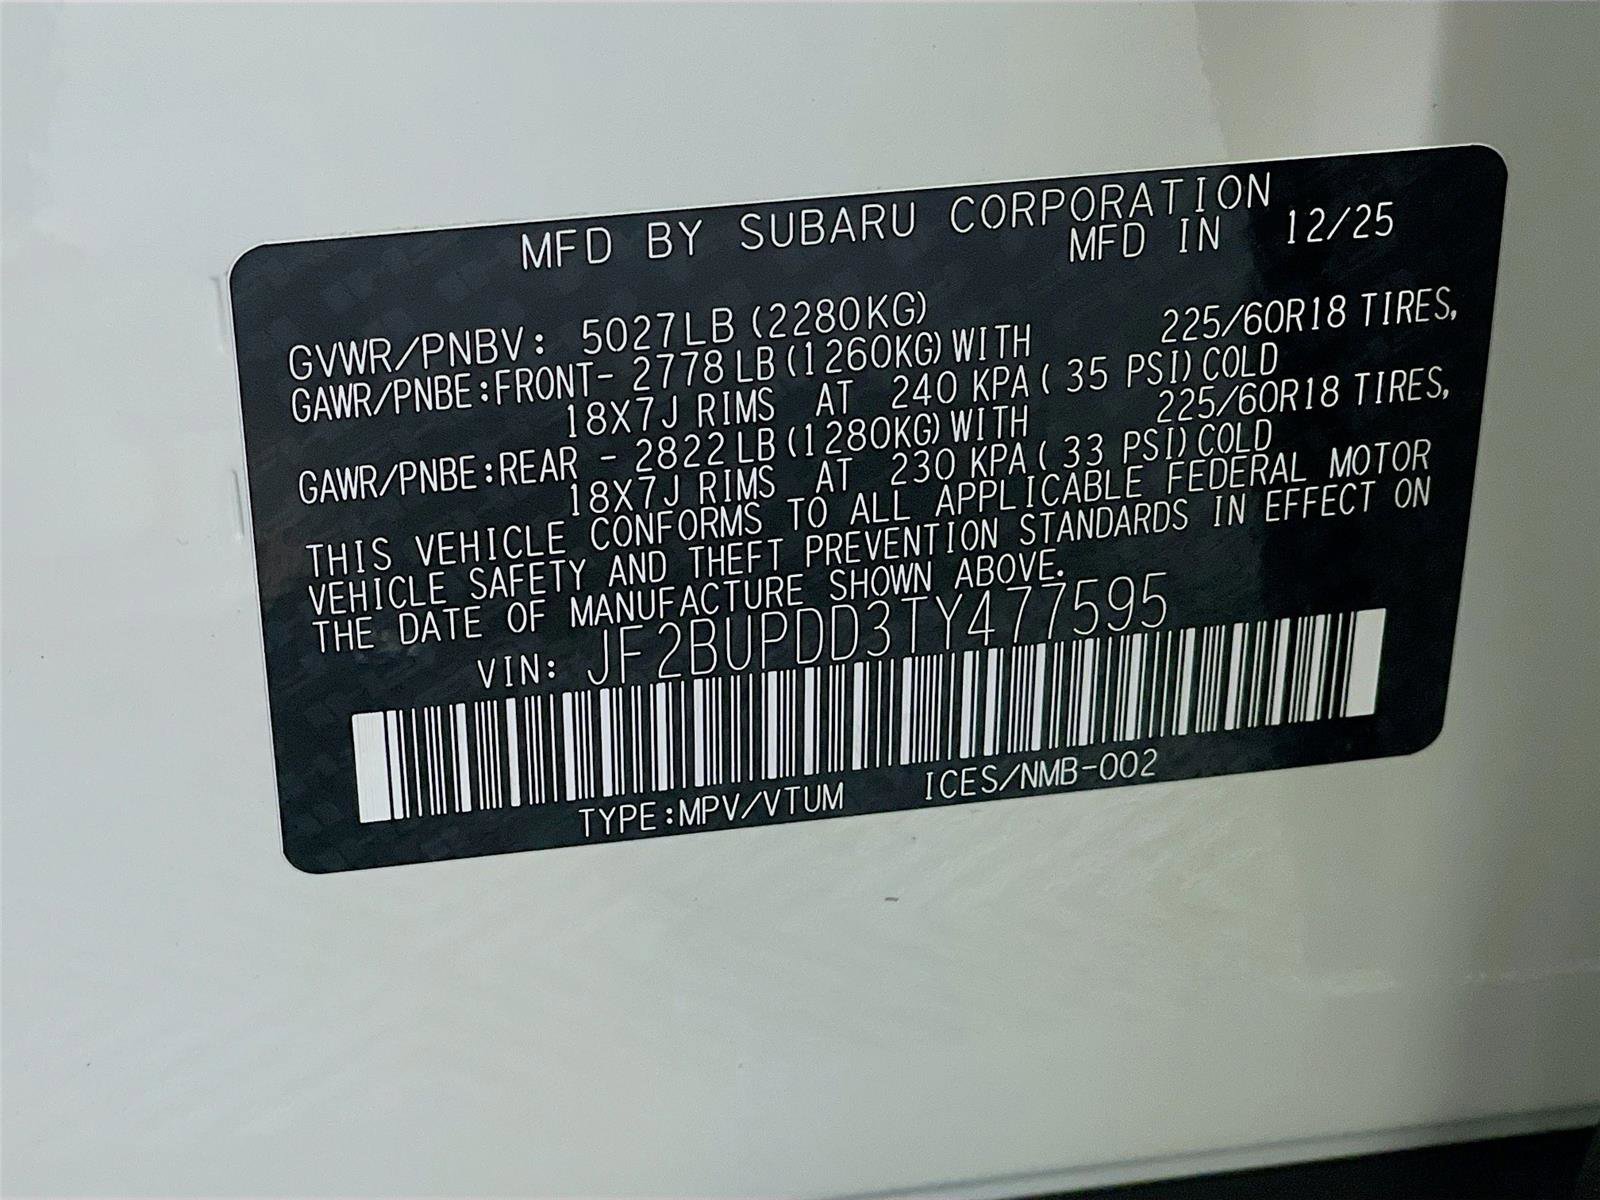 MFD BY SUBARU CORPORATION
MFD IN 12/25
GVWR/PNBV: 5027LB (2280KG)
GAWR/PNBE:FRONT- 2778 LB (1260KG) WITH 225/60R18 TIRES,
18X7J RIMS AT 240 KPA ( 35 PSI) COLD
GAWR/PNBE:REAR - 2822 LB (1280KG) WITH 225/60R18 TIRES,
18X7J RIMS AT 230 KPA ( 33 PSI) COLD
THIS VEHICLE CONFORMS TO ALL APPLICABLE FEDERAL MOTOR
VEHICLE SAFETY AND THEFT PREVENTION STANDARDS IN EFFECT ON
THE DATE OF MANUFACTURE SHOWN ABOVE.
VIN: JF2BUPDD3TY477595
TYPE:MPV/VTUM ICES/NMB-002